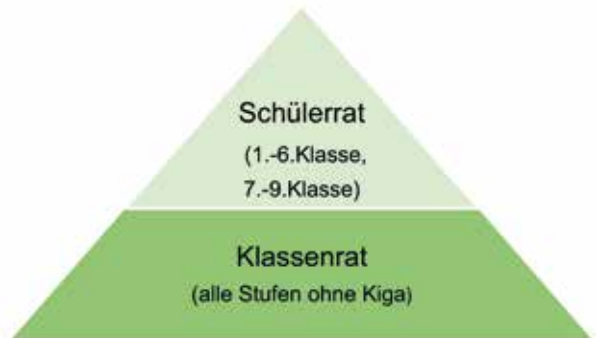 Schülerrat
(1.-6.Klasse,
7.-9.Klasse)
Klassenrat
(alle Stufen ohne Kiga)